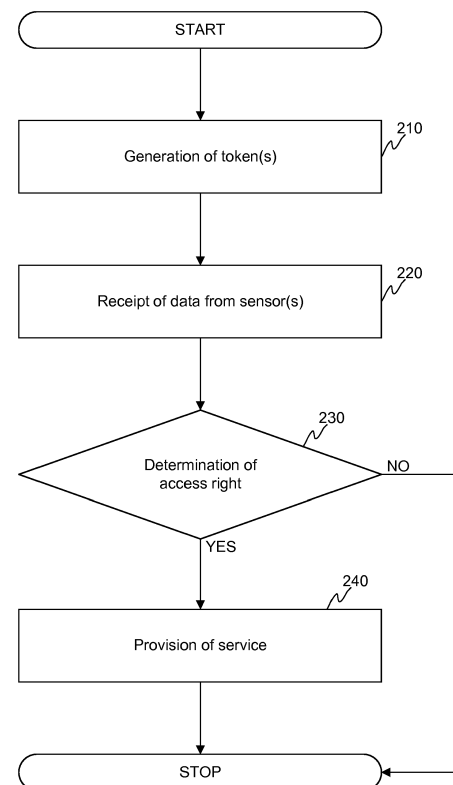 START
210
Generation of token(s)
220
Receipt of data from sensor(s)
230
Determination of
access right
NO
YES
240
Provision of service
STOP